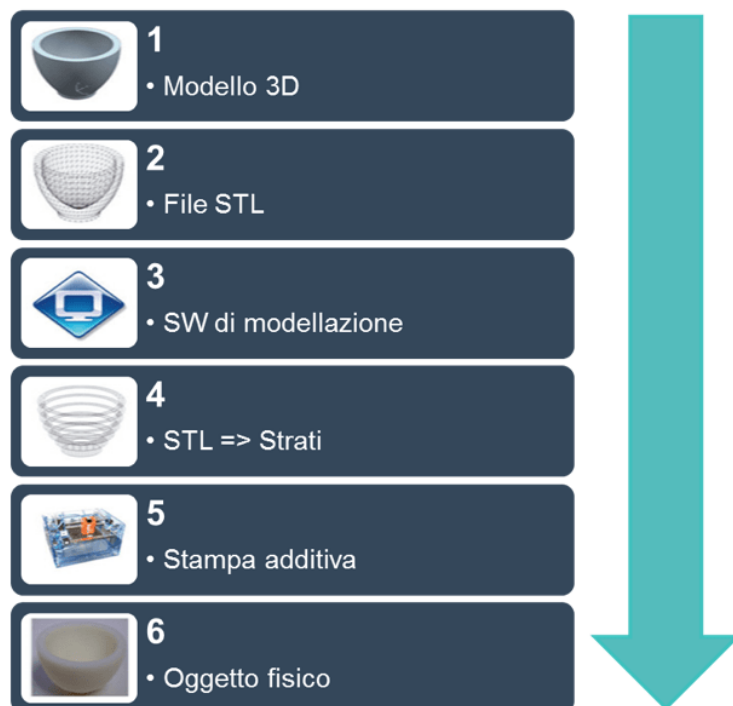 1
• Modello 3D
2
• File STL
3
• SW di modellazione
4
• STL => Strati
5
• Stampa additiva
6
• Oggetto fisico